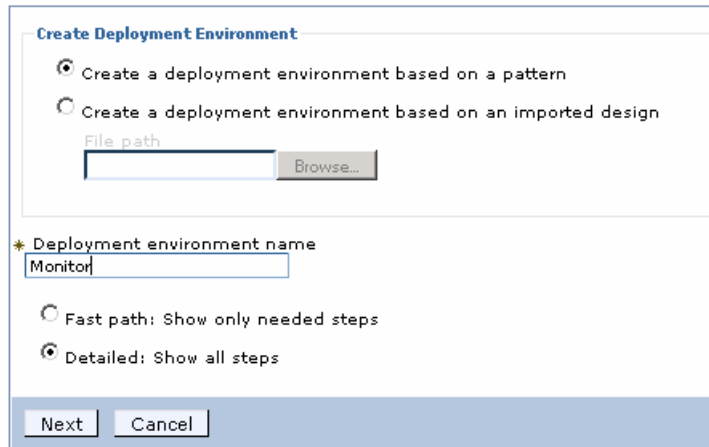 Create Deployment Environment
Create a deployment environment based on a pattern
Create a deployment environment based on an imported design
File path
Browse...
* Deployment environment name
Monitor
Fast path: Show only needed steps
Detailed: Show all steps
Next Cancel